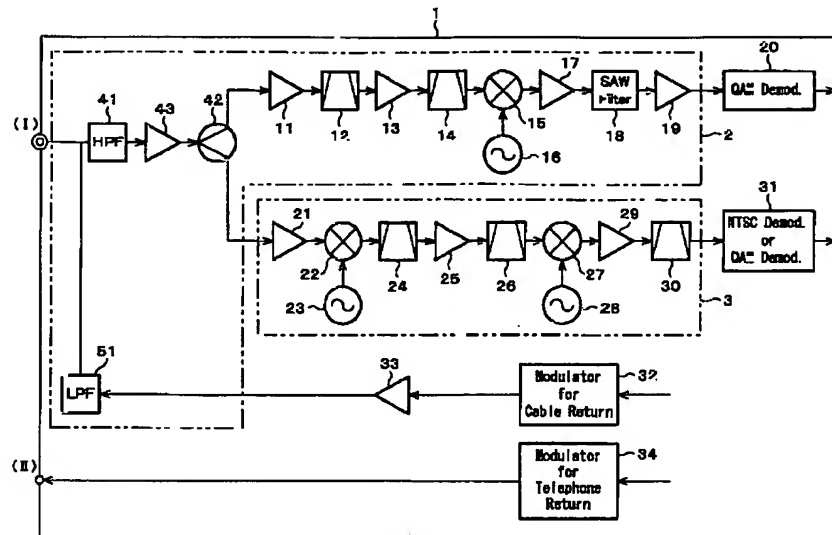 1
41
43
42
(I)
HPF
11
12
13
14
15
16
17
SAW
Filter
18
19
2
20
QAM Demod.
21
22
23
24
25
26
27
28
29
30
3
31
NTSC Demod.
or
QAM Demod.
51
LPF
33
Modulator
for
Cable Return
32
(II)
Modulator
for
Telephone
Return
34